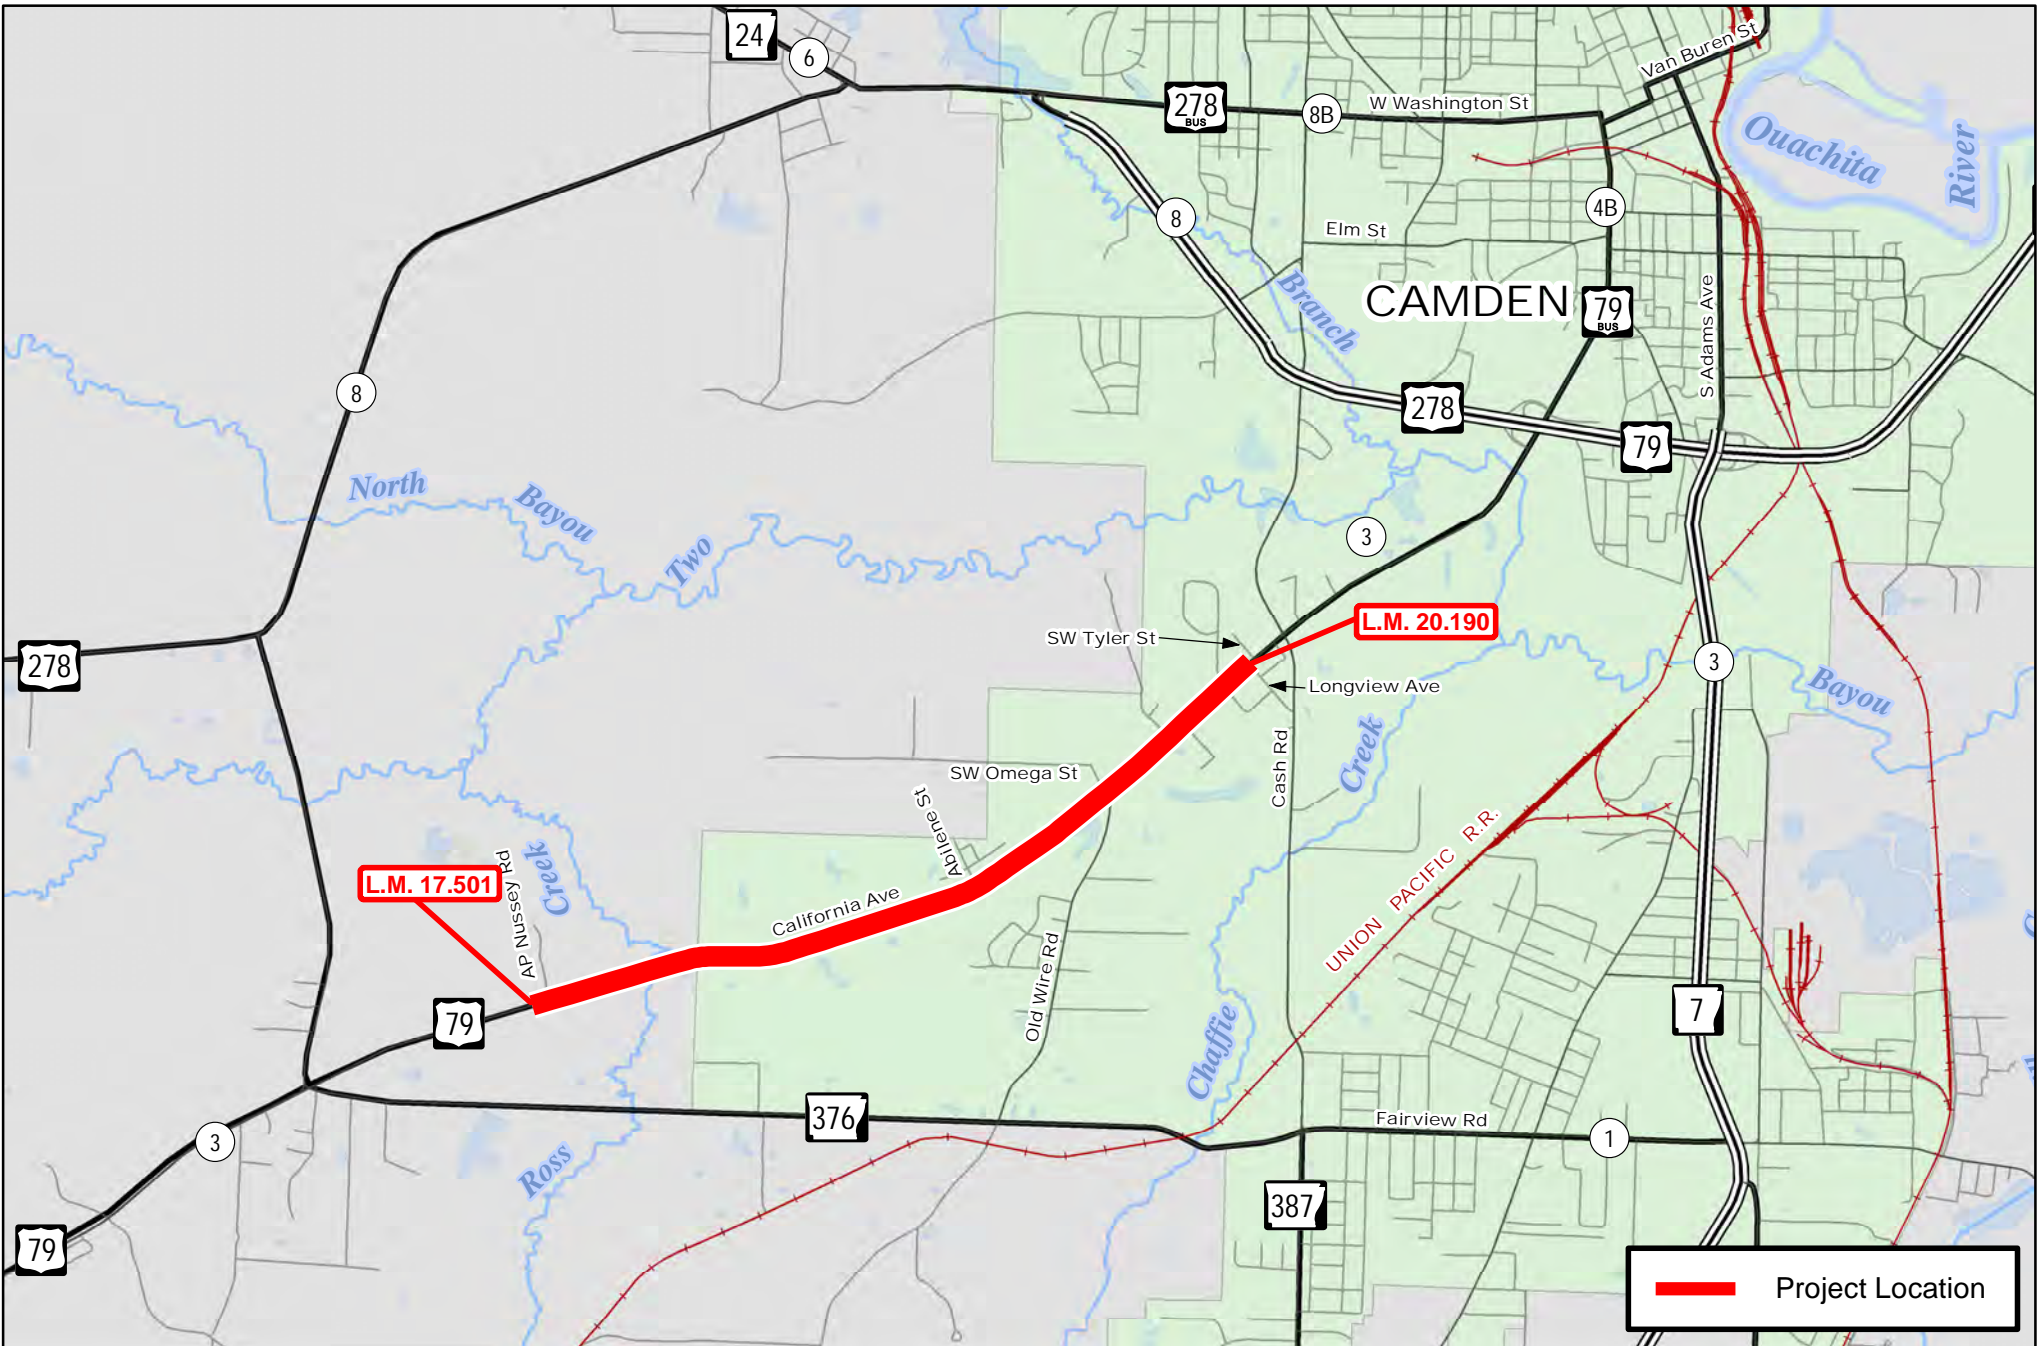 24
6
Van Buren St
278
BUS
8B
W Washington St
Ouachita
River
8
4B
Elm St
Branch
CAMDEN
79
BUS
S Adams Ave
8
278
79
North
Bayou
Two
3
L.M. 20.190
SW Tyler St
278
3
Longview Ave
Bayou
Creek
Cash Rd
SW Omega St
Abilene St
UNION PACIFIC R.R.
Creek
L.M. 17.501
AP Nussey Rd
California Ave
Old Wire Rd
79
7
Chaffie
376
Fairview Rd
1
3
Ross
387
79
Project Location